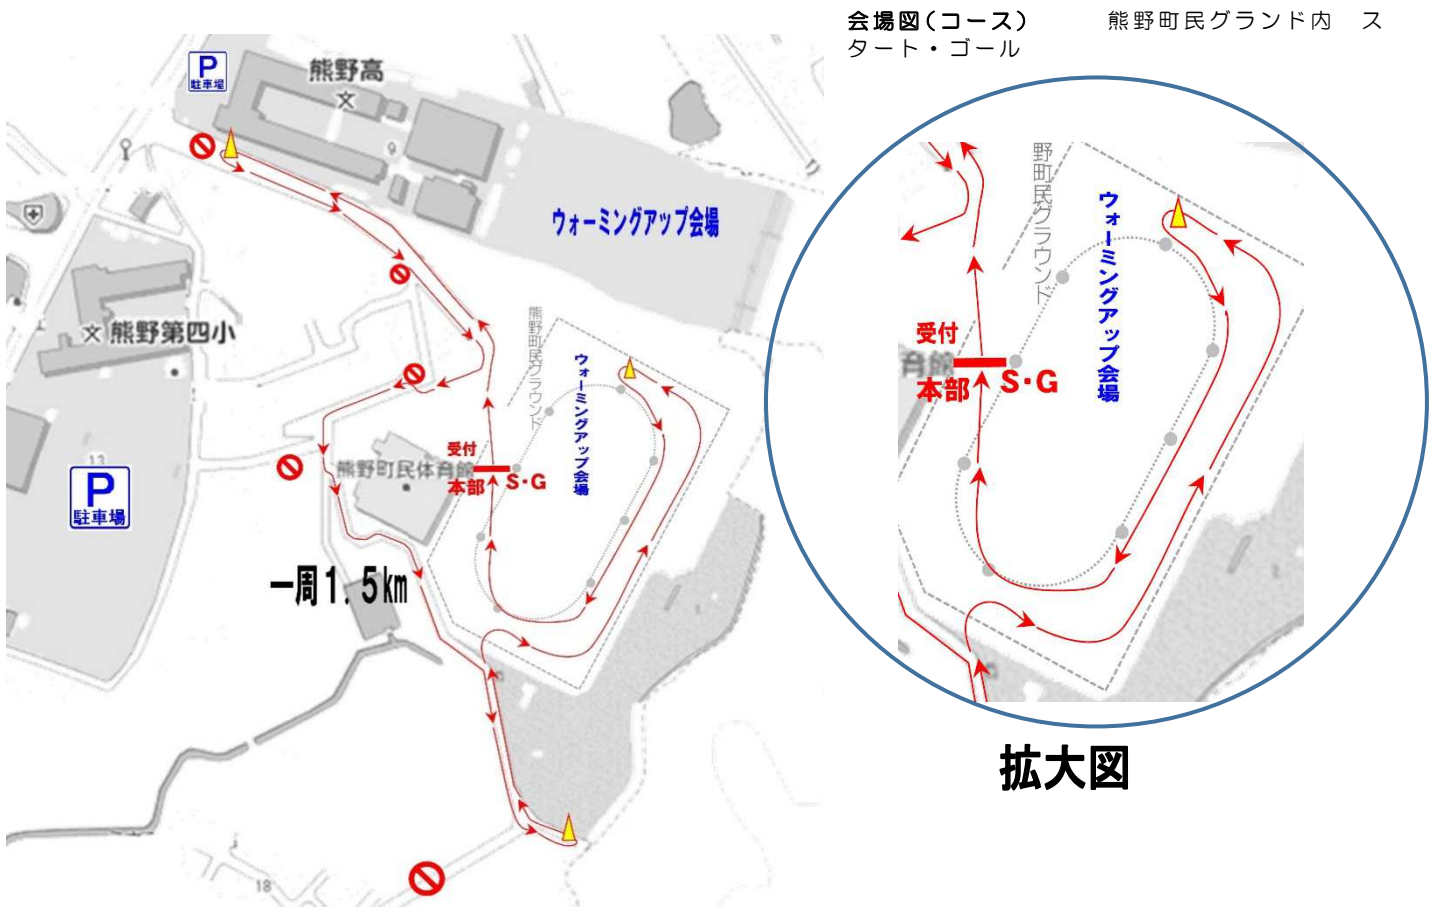 会場図(コース)　　熊野町民グランド内　ス
タート・ゴール
P
駐車場
熊野高
文
9
ウォーミングアップ会場
文 熊野第四小
13
P
駐車場
熊野町民グラウンド
ウォーミングアップ会場
受付
熊野町民体育館
本部 S・G
一周1.5km
18
野町民グラウンド
ウォーミングアップ会場
受付
育館
本部 S・G
拡大図